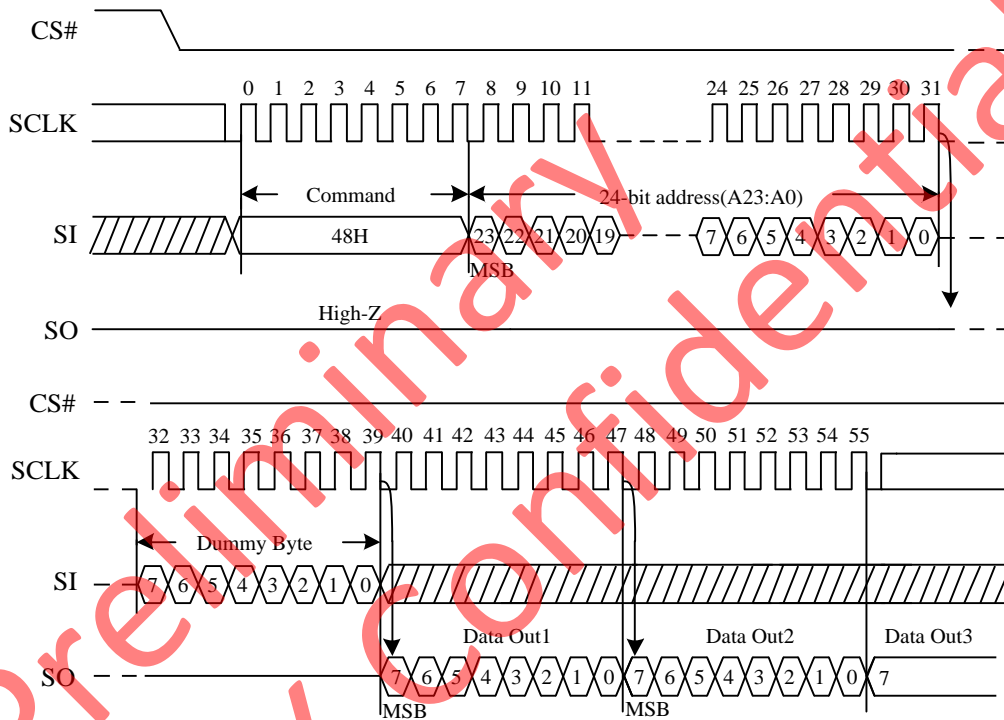 CS#
0 1 2 3 4 5 6 7 8 9 10 11 24 25 26 27 28 29 30 31
SCLK
Command 24-bit address(A23:A0)
SI 48H 23 22 21 20 19 7 6 5 4 3 2 1 0
MSB
High-Z
SO
CS#
32 33 34 35 36 37 38 39 40 41 42 43 44 45 46 47 48 49 50 51 52 53 54 55
SCLK
Dummy Byte
SI 7 6 5 4 3 2 1 0
Data Out1 Data Out2 Data Out3
SO 7 6 5 4 3 2 1 0 7 6 5 4 3 2 1 0 7
MSB MSB
Preliminary
Confidential